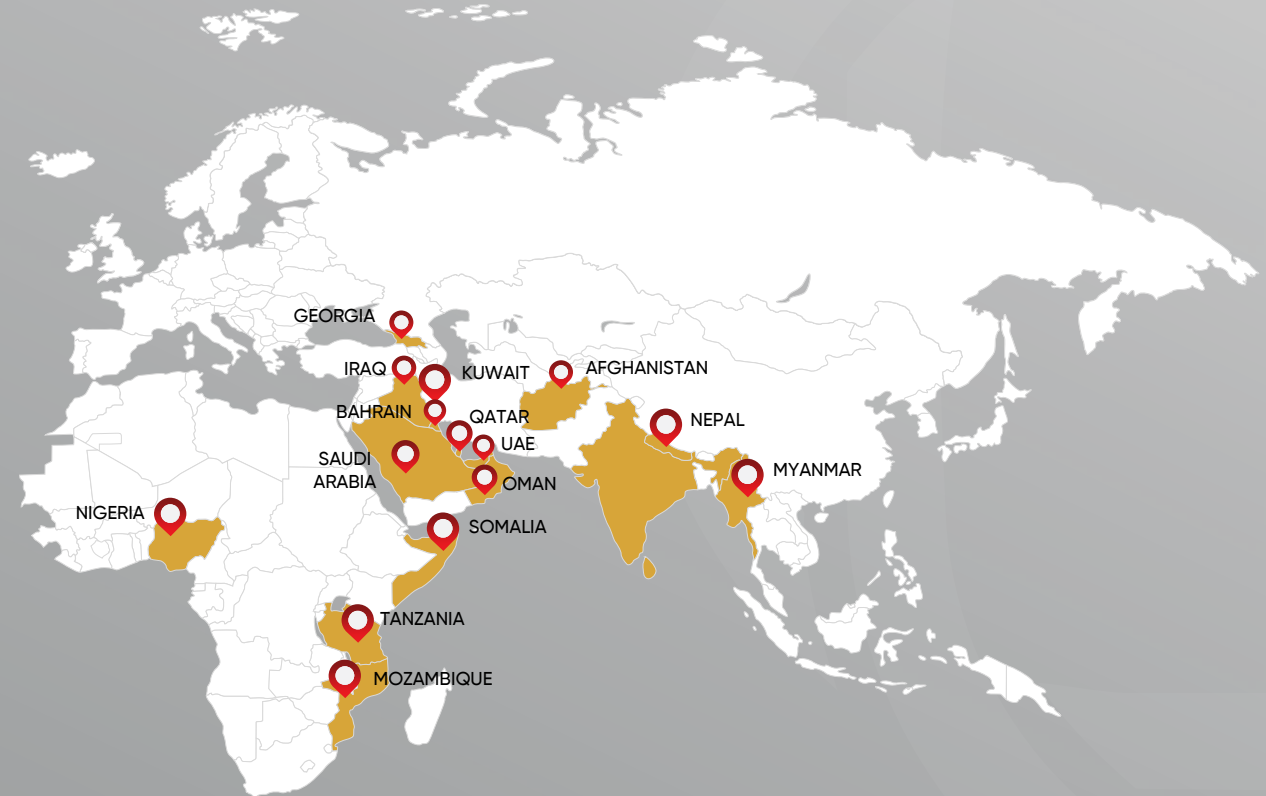 GEORGIA
IRAQ
KUWAIT
AFGHANISTAN
BAHRAIN
QATAR
NEPAL
UAE
SAUDI
ARABIA
MYANMAR
OMAN
NIGERIA
SOMALIA
TANZANIA
MOZAMBIQUE